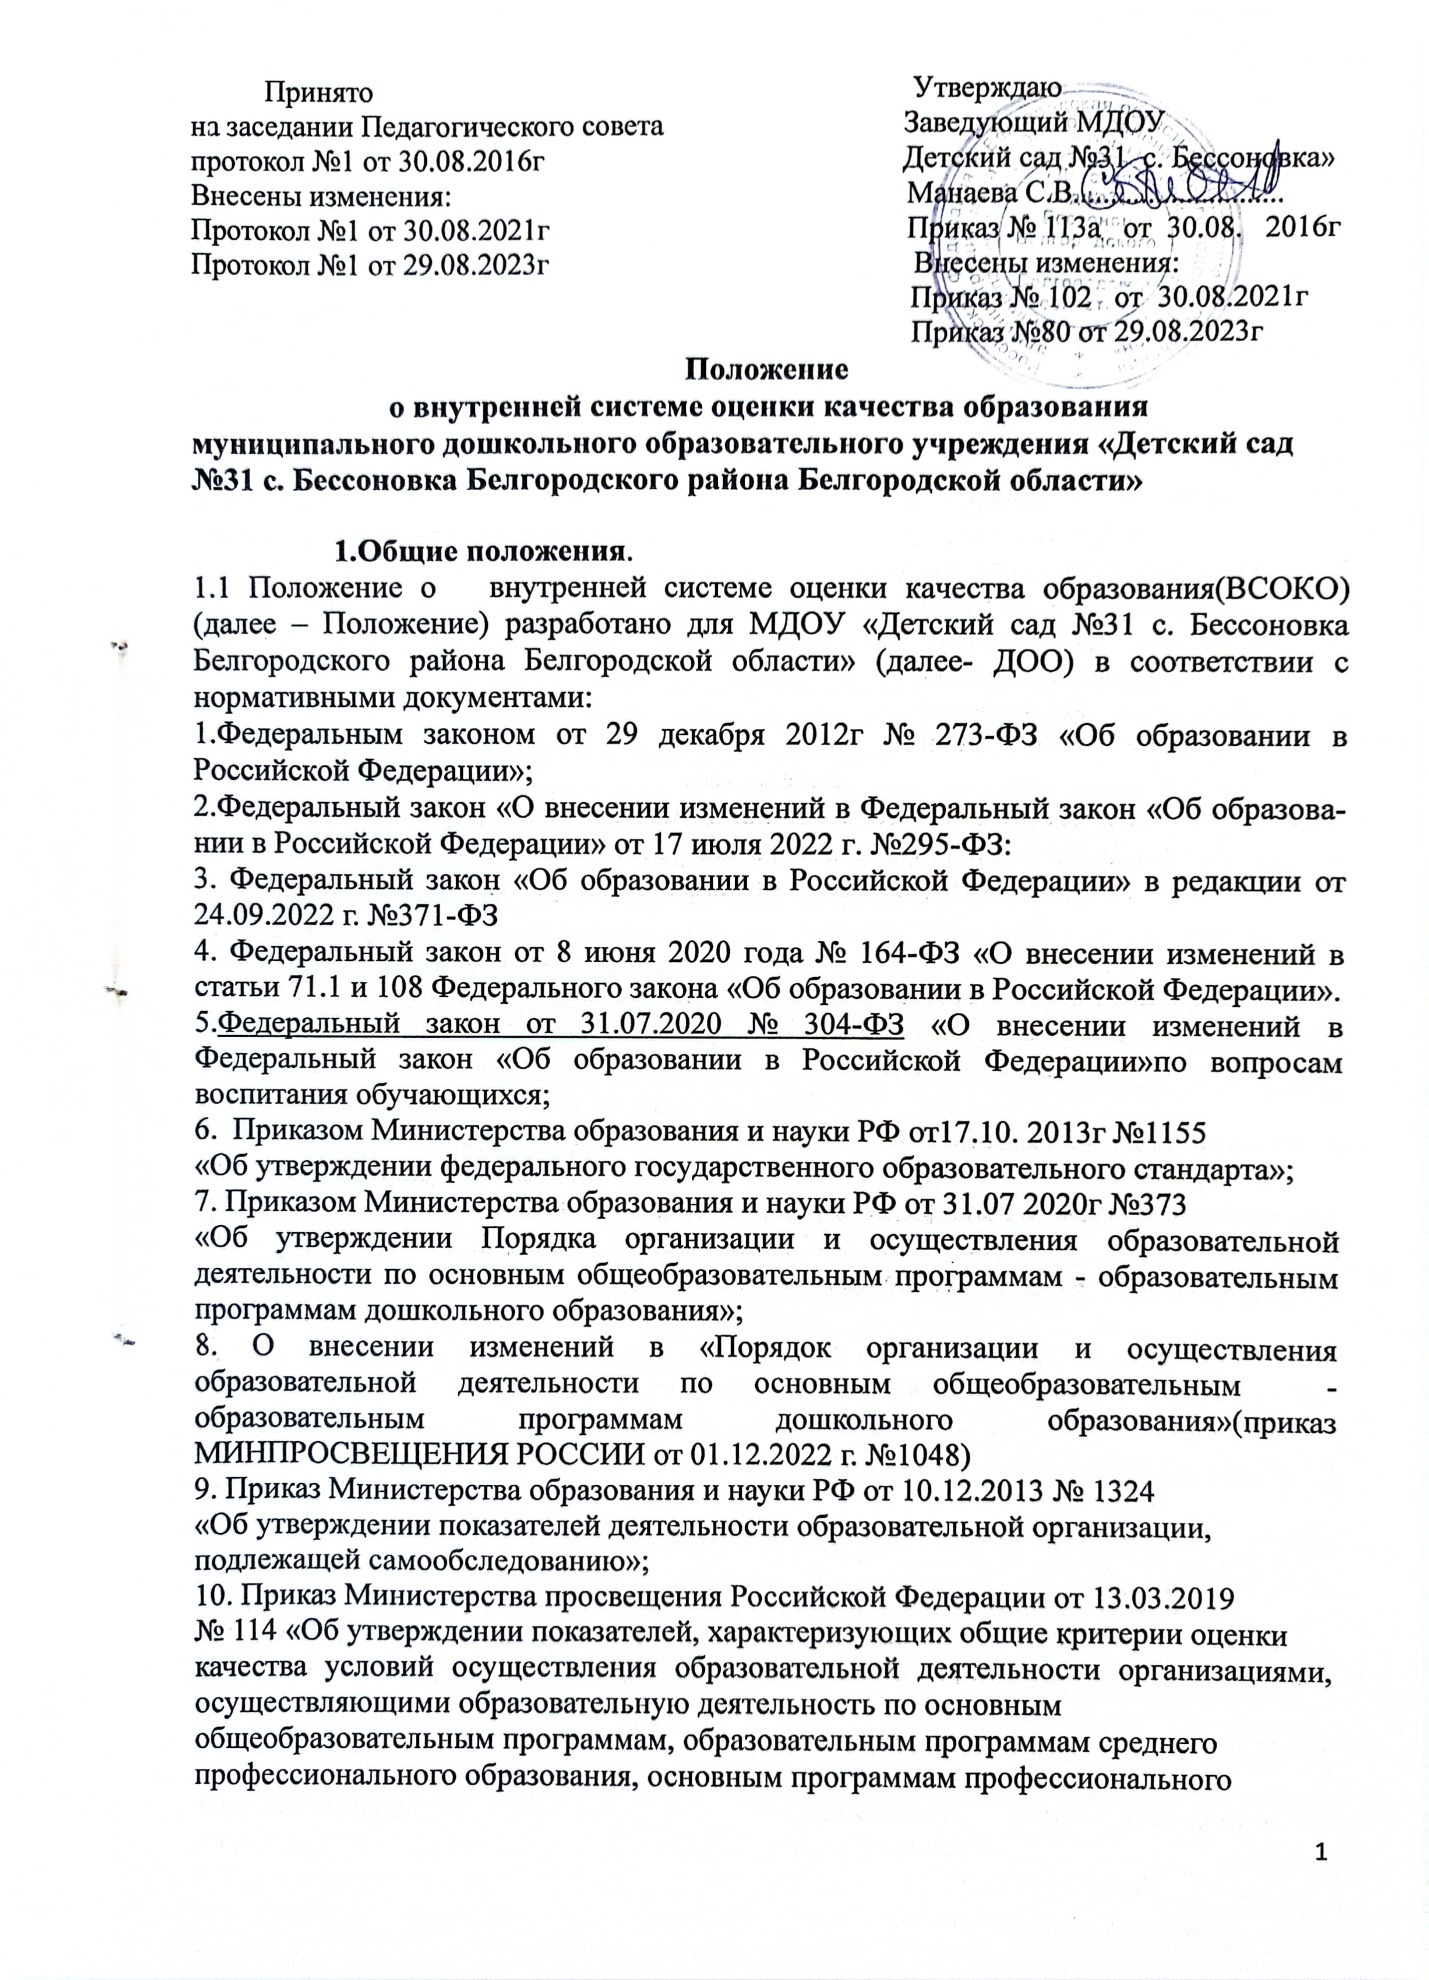 Принято
на заседании Педагогического совета
протокол №1 от 30.08.2016г
Внесены изменения:
Протокол №1 от 30.08.2021г
Протокол №1 от 29.08.2023г
Утверждаю
Заведующий МДОУ
Детский сад №31 с. Бессоновка»
Манаева С.В.
Приказ № 113а от 30.08. 2016г
Внесены изменения:
Приказ № 102 от 30.08.2021г
Приказ №80 от 29.08.2023г
Положение
о внутренней системе оценки качества образования
муниципального дошкольного образовательного учреждения «Детский сад
№31 с. Бессоновка Белгородского района Белгородской области»
1.Общие положения.
1.1 Положение о внутренней системе оценки качества образования(ВСОКО)
(далее – Положение) разработано для МДОУ «Детский сад №31 с. Бессоновка
Белгородского района Белгородской области» (далее- ДОО) в соответствии с
нормативными документами:
1.Федеральным законом от 29 декабря 2012г № 273-ФЗ «Об образовании в
Российской Федерации»;
2.Федеральный закон «О внесении изменений в Федеральный закон «Об образова-
нии в Российской Федерации» от 17 июля 2022 г. №295-ФЗ:
3. Федеральный закон «Об образовании в Российской Федерации» в редакции от
24.09.2022 г. №371-ФЗ
4. Федеральный закон от 8 июня 2020 года № 164-ФЗ «О внесении изменений в
статьи 71.1 и 108 Федерального закона «Об образовании в Российской Федерации».
5.Федеральный закон от 31.07.2020 № 304-ФЗ «О внесении изменений в
Федеральный закон «Об образовании в Российской Федерации»по вопросам
воспитания обучающихся;
6. Приказом Министерства образования и науки РФ от17.10. 2013г №1155
«Об утверждении федерального государственного образовательного стандарта»;
7. Приказом Министерства образования и науки РФ от 31.07 2020г №373
«Об утверждении Порядка организации и осуществления образовательной
деятельности по основным общеобразовательным программам - образовательным
программам дошкольного образования»;
8. О внесении изменений в «Порядок организации и осуществления
образовательной деятельности по основным общеобразовательным -
образовательным программам дошкольного образования»(приказ
МИНПРОСВЕЩЕНИЯ РОССИИ от 01.12.2022 г. №1048)
9. Приказ Министерства образования и науки РФ от 10.12.2013 № 1324
«Об утверждении показателей деятельности образовательной организации,
подлежащей самообследованию»;
10. Приказ Министерства просвещения Российской Федерации от 13.03.2019
№ 114 «Об утверждении показателей, характеризующих общие критерии оценки
качества условий осуществления образовательной деятельности организациями,
осуществляющими образовательную деятельность по основным
общеобразовательным программам, образовательным программам среднего
профессионального образования, основным программам профессионального
1